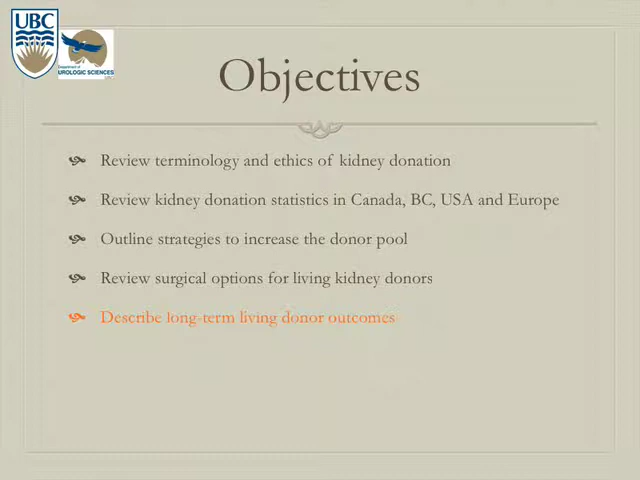 UBC
Department of
UROLOGIC SCIENCES
Objectives
Review terminology and ethics of kidney donation
Review kidney donation statistics in Canada, BC, USA and Europe
Outline strategies to increase the donor pool
Review surgical options for living kidney donors
Describe long-term living donor outcomes